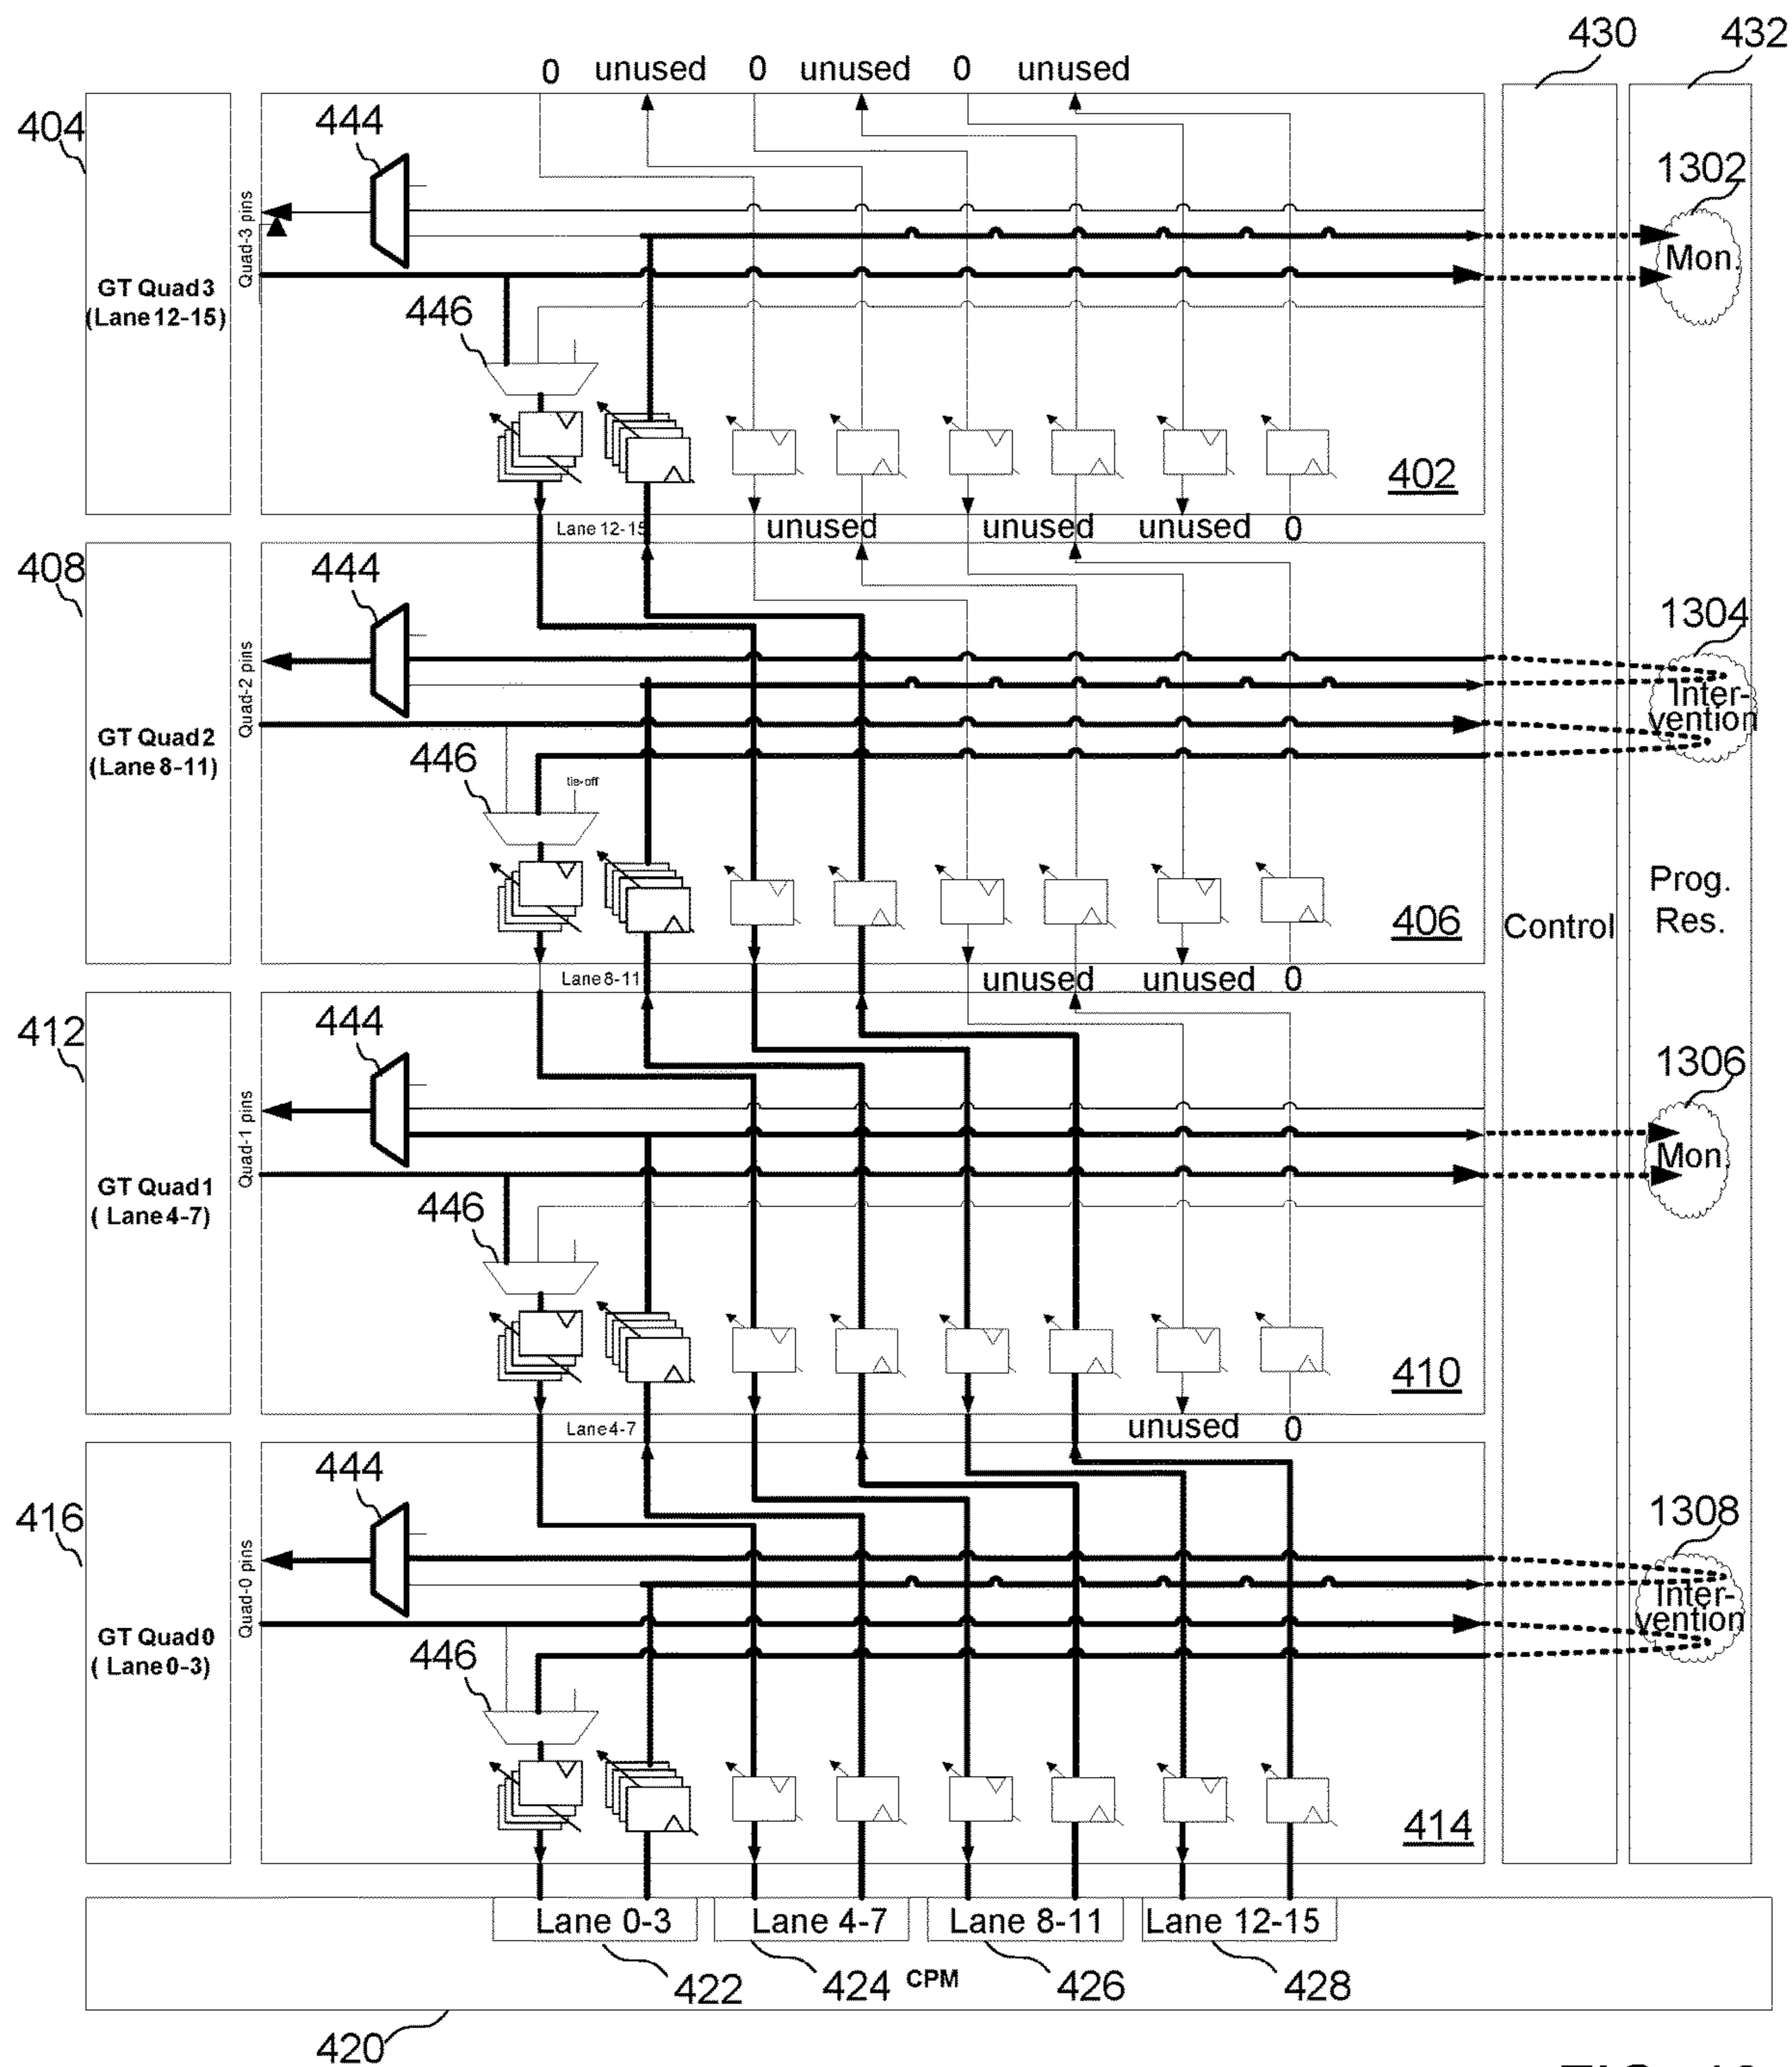 430
432
0 unused 0 unused 0 unused
404
444
1302
Quad-3 pins
Mon.
GT Quad3
(Lane 12-15)
446
402
Lane 12-15
unused
unused
unused
0
408
444
1304
Quad-2 pins
Inter-
vention
GT Quad2
(Lane 8-11)
446
tie-off
Prog.
Res.
406
Control
Lane 8-11
unused
unused
0
412
444
1306
Quad-1 pins
Mon.
GT Quad1
( Lane 4-7)
446
410
Lane 4-7
unused
0
416
444
1308
Quad-0 pins
Inter-
vention
GT Quad0
( Lane 0-3)
446
414
Lane 0-3
Lane 4-7
Lane 8-11
Lane 12-15
422
424
CPM
426
428
420